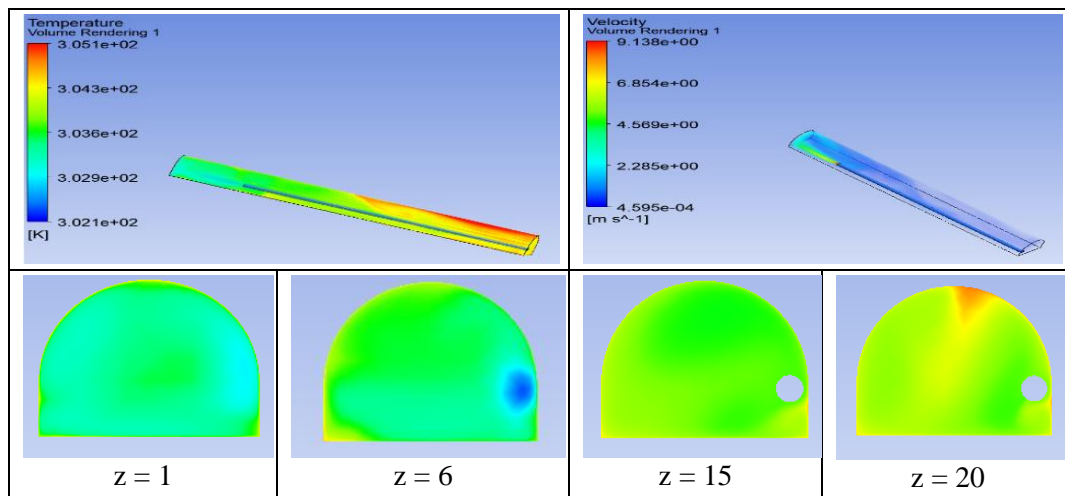 Temperature
Volume Rendering 1
3.051e+02
3.043e+02
3.036e+02
3.029e+02
3.021e+02
[K]
Velocity
Volume Rendering 1
9.138e+00
6.854e+00
4.569e+00
2.285e+00
4.595e-04
[m s^-1]
z = 1
z = 6
z = 15
z = 20